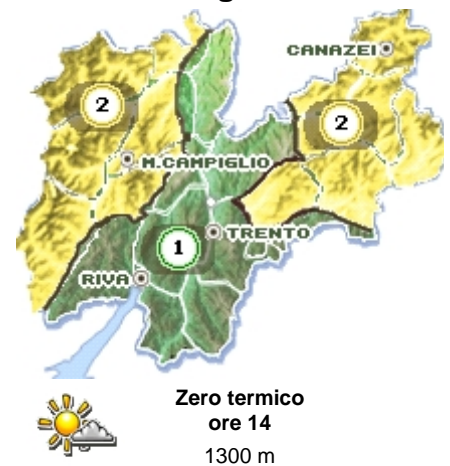 CANAZEI
2
2
M.CAMPIGLIO
TRENTO
1
RIVA
Zero termico
ore 14
1300 m